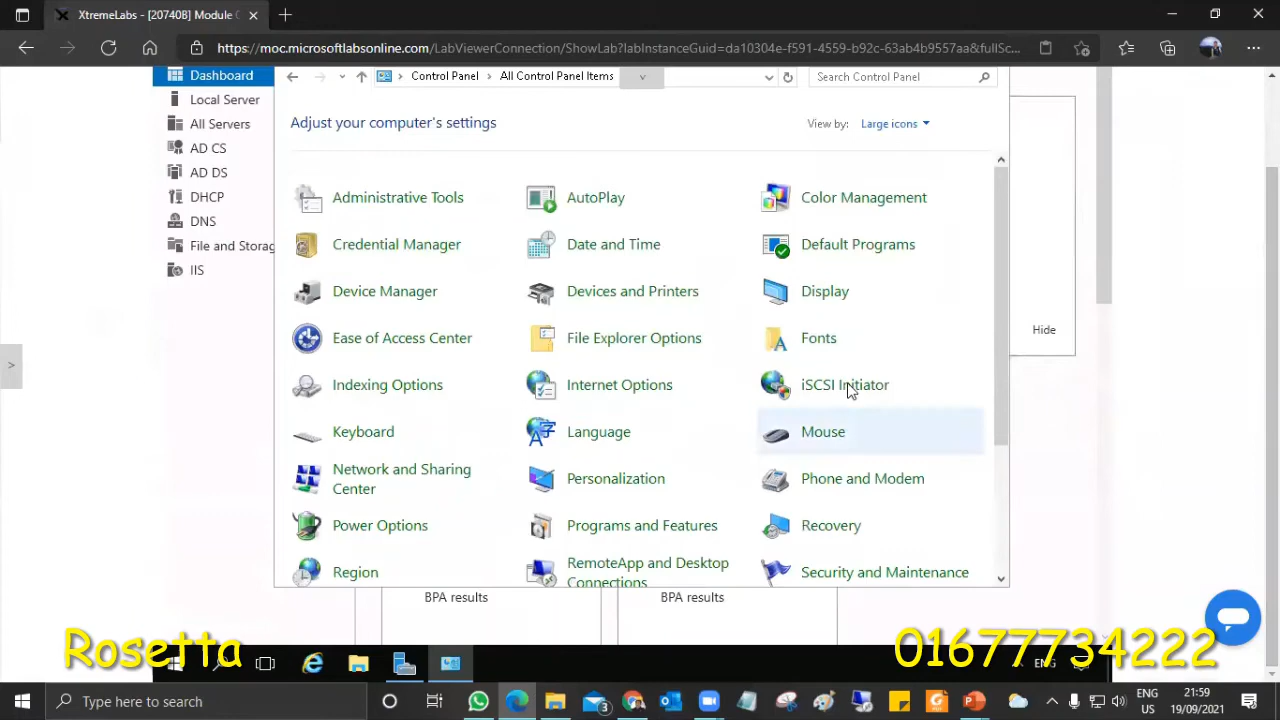 XtremeLabs - [20740B] Module
https://moc.microsoftlabsonline.com/LabViewerConnection/ShowLab?labInstanceGuid=da10304e-f591-4559-b92c-63ab4b9557aa&fullSc...
Dashboard
Local Server
All Servers
AD CS
AD DS
DHCP
DNS
File and Storag
IIS
Control Panel > All Control Panel Items
Search Control Panel
Adjust your computer's settings
View by: Large icons
Administrative Tools
AutoPlay
Color Management
Credential Manager
Date and Time
Default Programs
Device Manager
Devices and Printers
Display
Ease of Access Center
File Explorer Options
Fonts
Indexing Options
Internet Options
iSCSI Initiator
Keyboard
Language
Mouse
Network and Sharing
Center
Personalization
Phone and Modem
Power Options
Programs and Features
Recovery
Region
RemoteApp and Desktop
Connections
Security and Maintenance
Hide
BPA results
BPA results
Rosetta
01677734222
ENG
Type here to search
3
ENG
US
21:59
19/09/2021